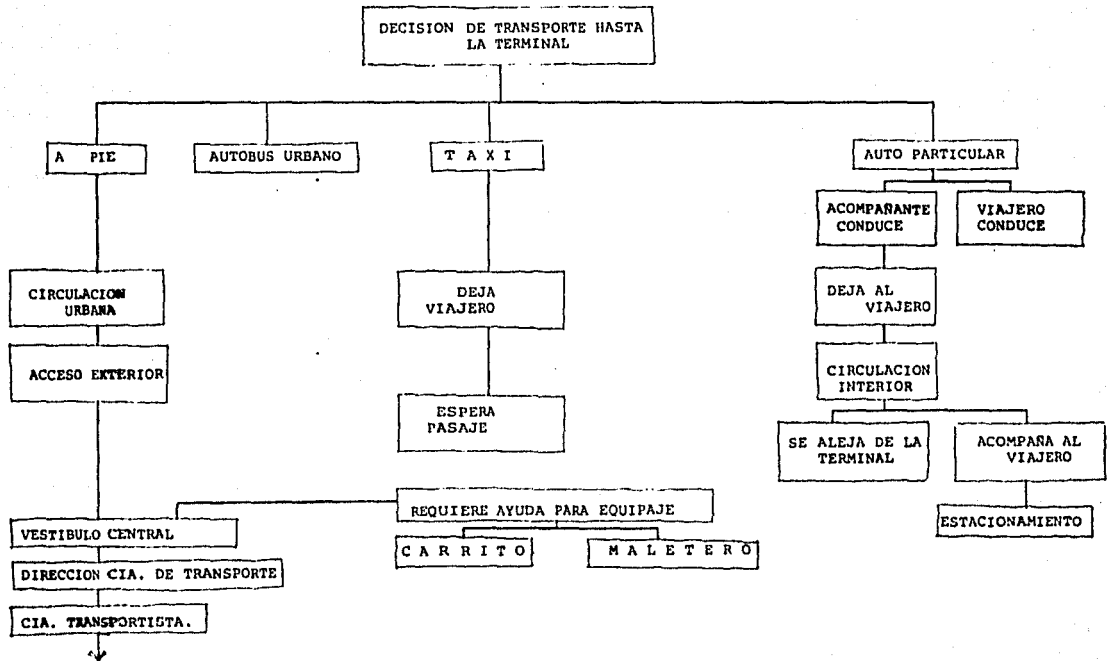 DECISION DE TRANSPORTE HASTA
LA TERMINAL
A PIE
AUTOBUS URBANO
T A X I
AUTO PARTICULAR
ACOMPAÑANTE
CONDUCE
VIAJERO
CONDUCE
CIRCULACION
URBANA
DEJA
VIAJERO
DEJA AL
VIAJERO
ACCESO EXTERIOR
CIRCULACION
INTERIOR
ESPERA
PASAJE
SE ALEJA DE LA
TERMINAL
ACOMPAÑA AL
VIAJERO
REQUIERE AYUDA PARA EQUIPAJE
ESTACIONAMIENTO
VESTIBULO CENTRAL
C A R R I T O
M A L E T E R O
DIRECCION CIA. DE TRANSPORTE
CIA. TRANSPORTISTA.